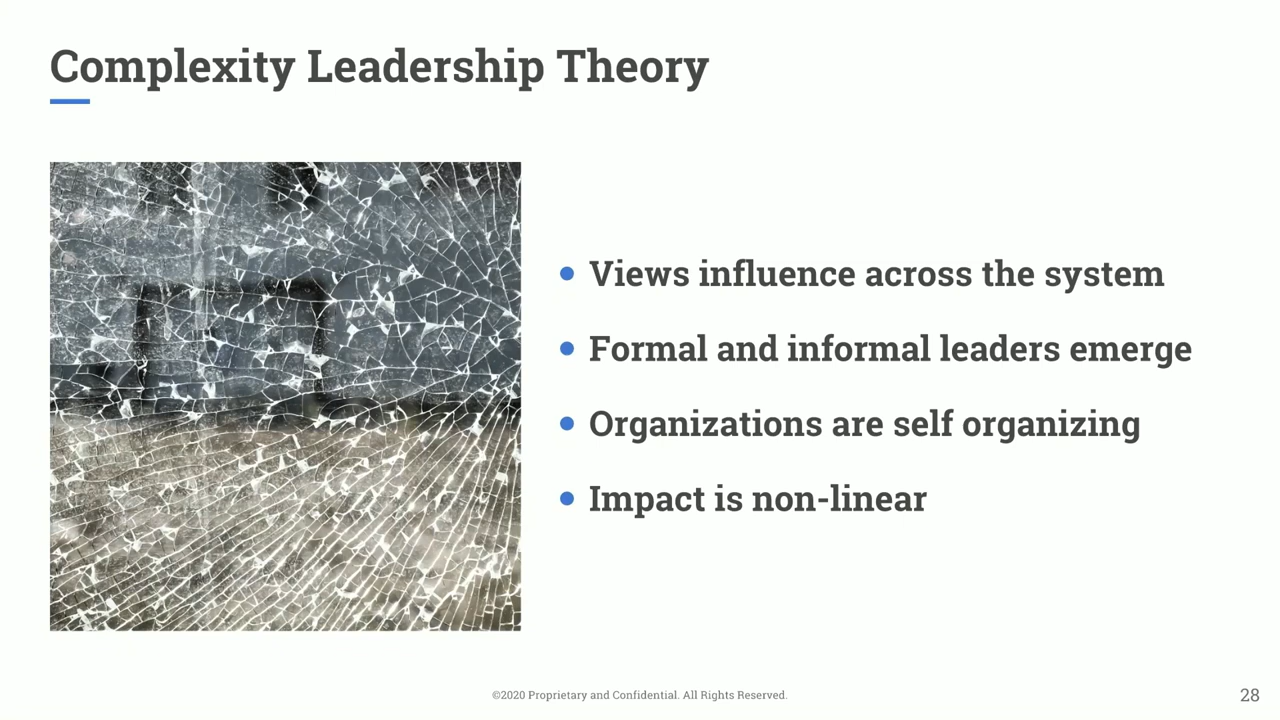 Complexity Leadership Theory
Views influence across the system
Formal and informal leaders emerge
Organizations are self organizing
Impact is non-linear
©2020 Proprietary and Confidential. All Rights Reserved.
28